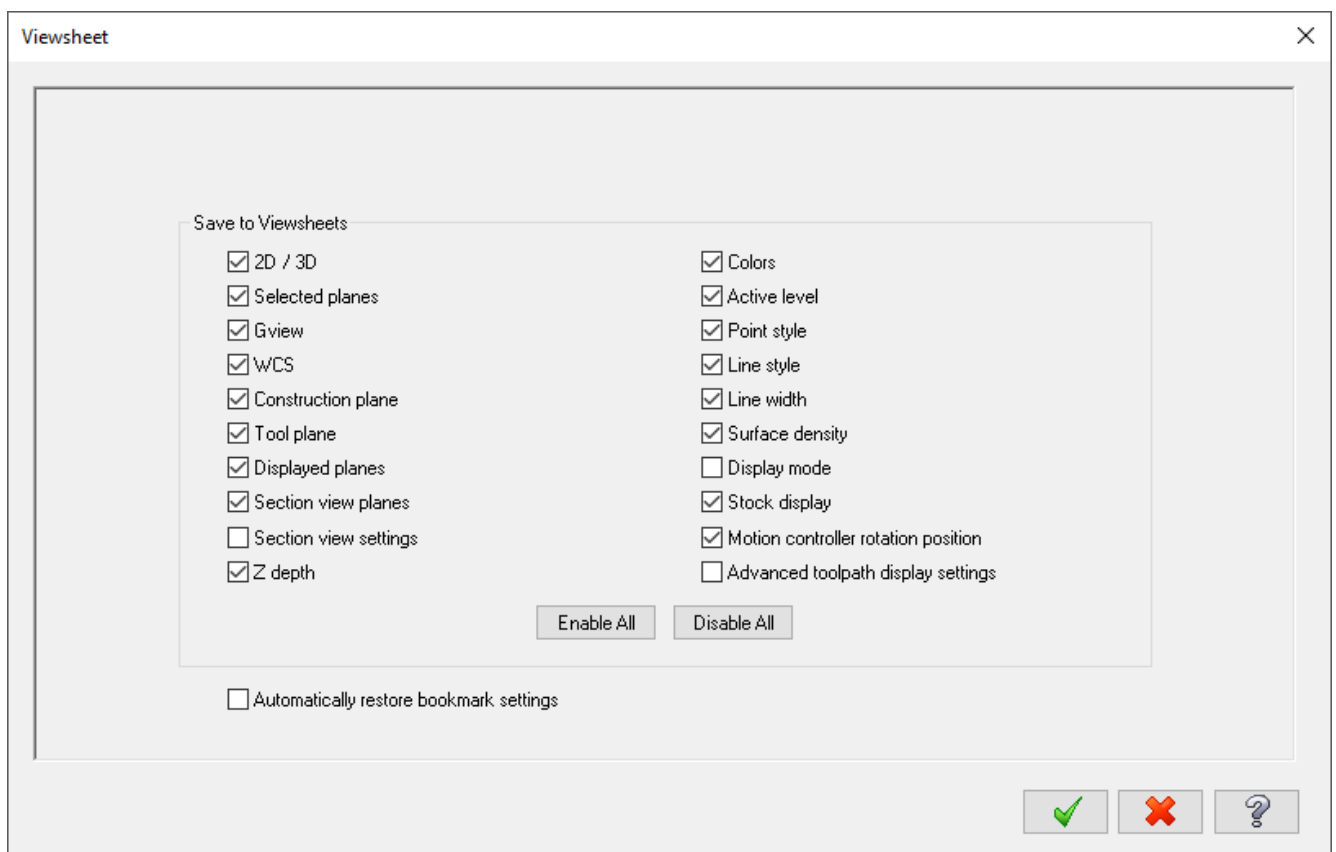 Viewsheet
Save to Viewsheets
2D / 3D
Selected planes
Gview
WCS
Construction plane
Tool plane
Displayed planes
Section view planes
Section view settings
Z depth
Colors
Active level
Point style
Line style
Line width
Surface density
Display mode
Stock display
Motion controller rotation position
Advanced toolpath display settings
Enable All
Disable All
Automatically restore bookmark settings